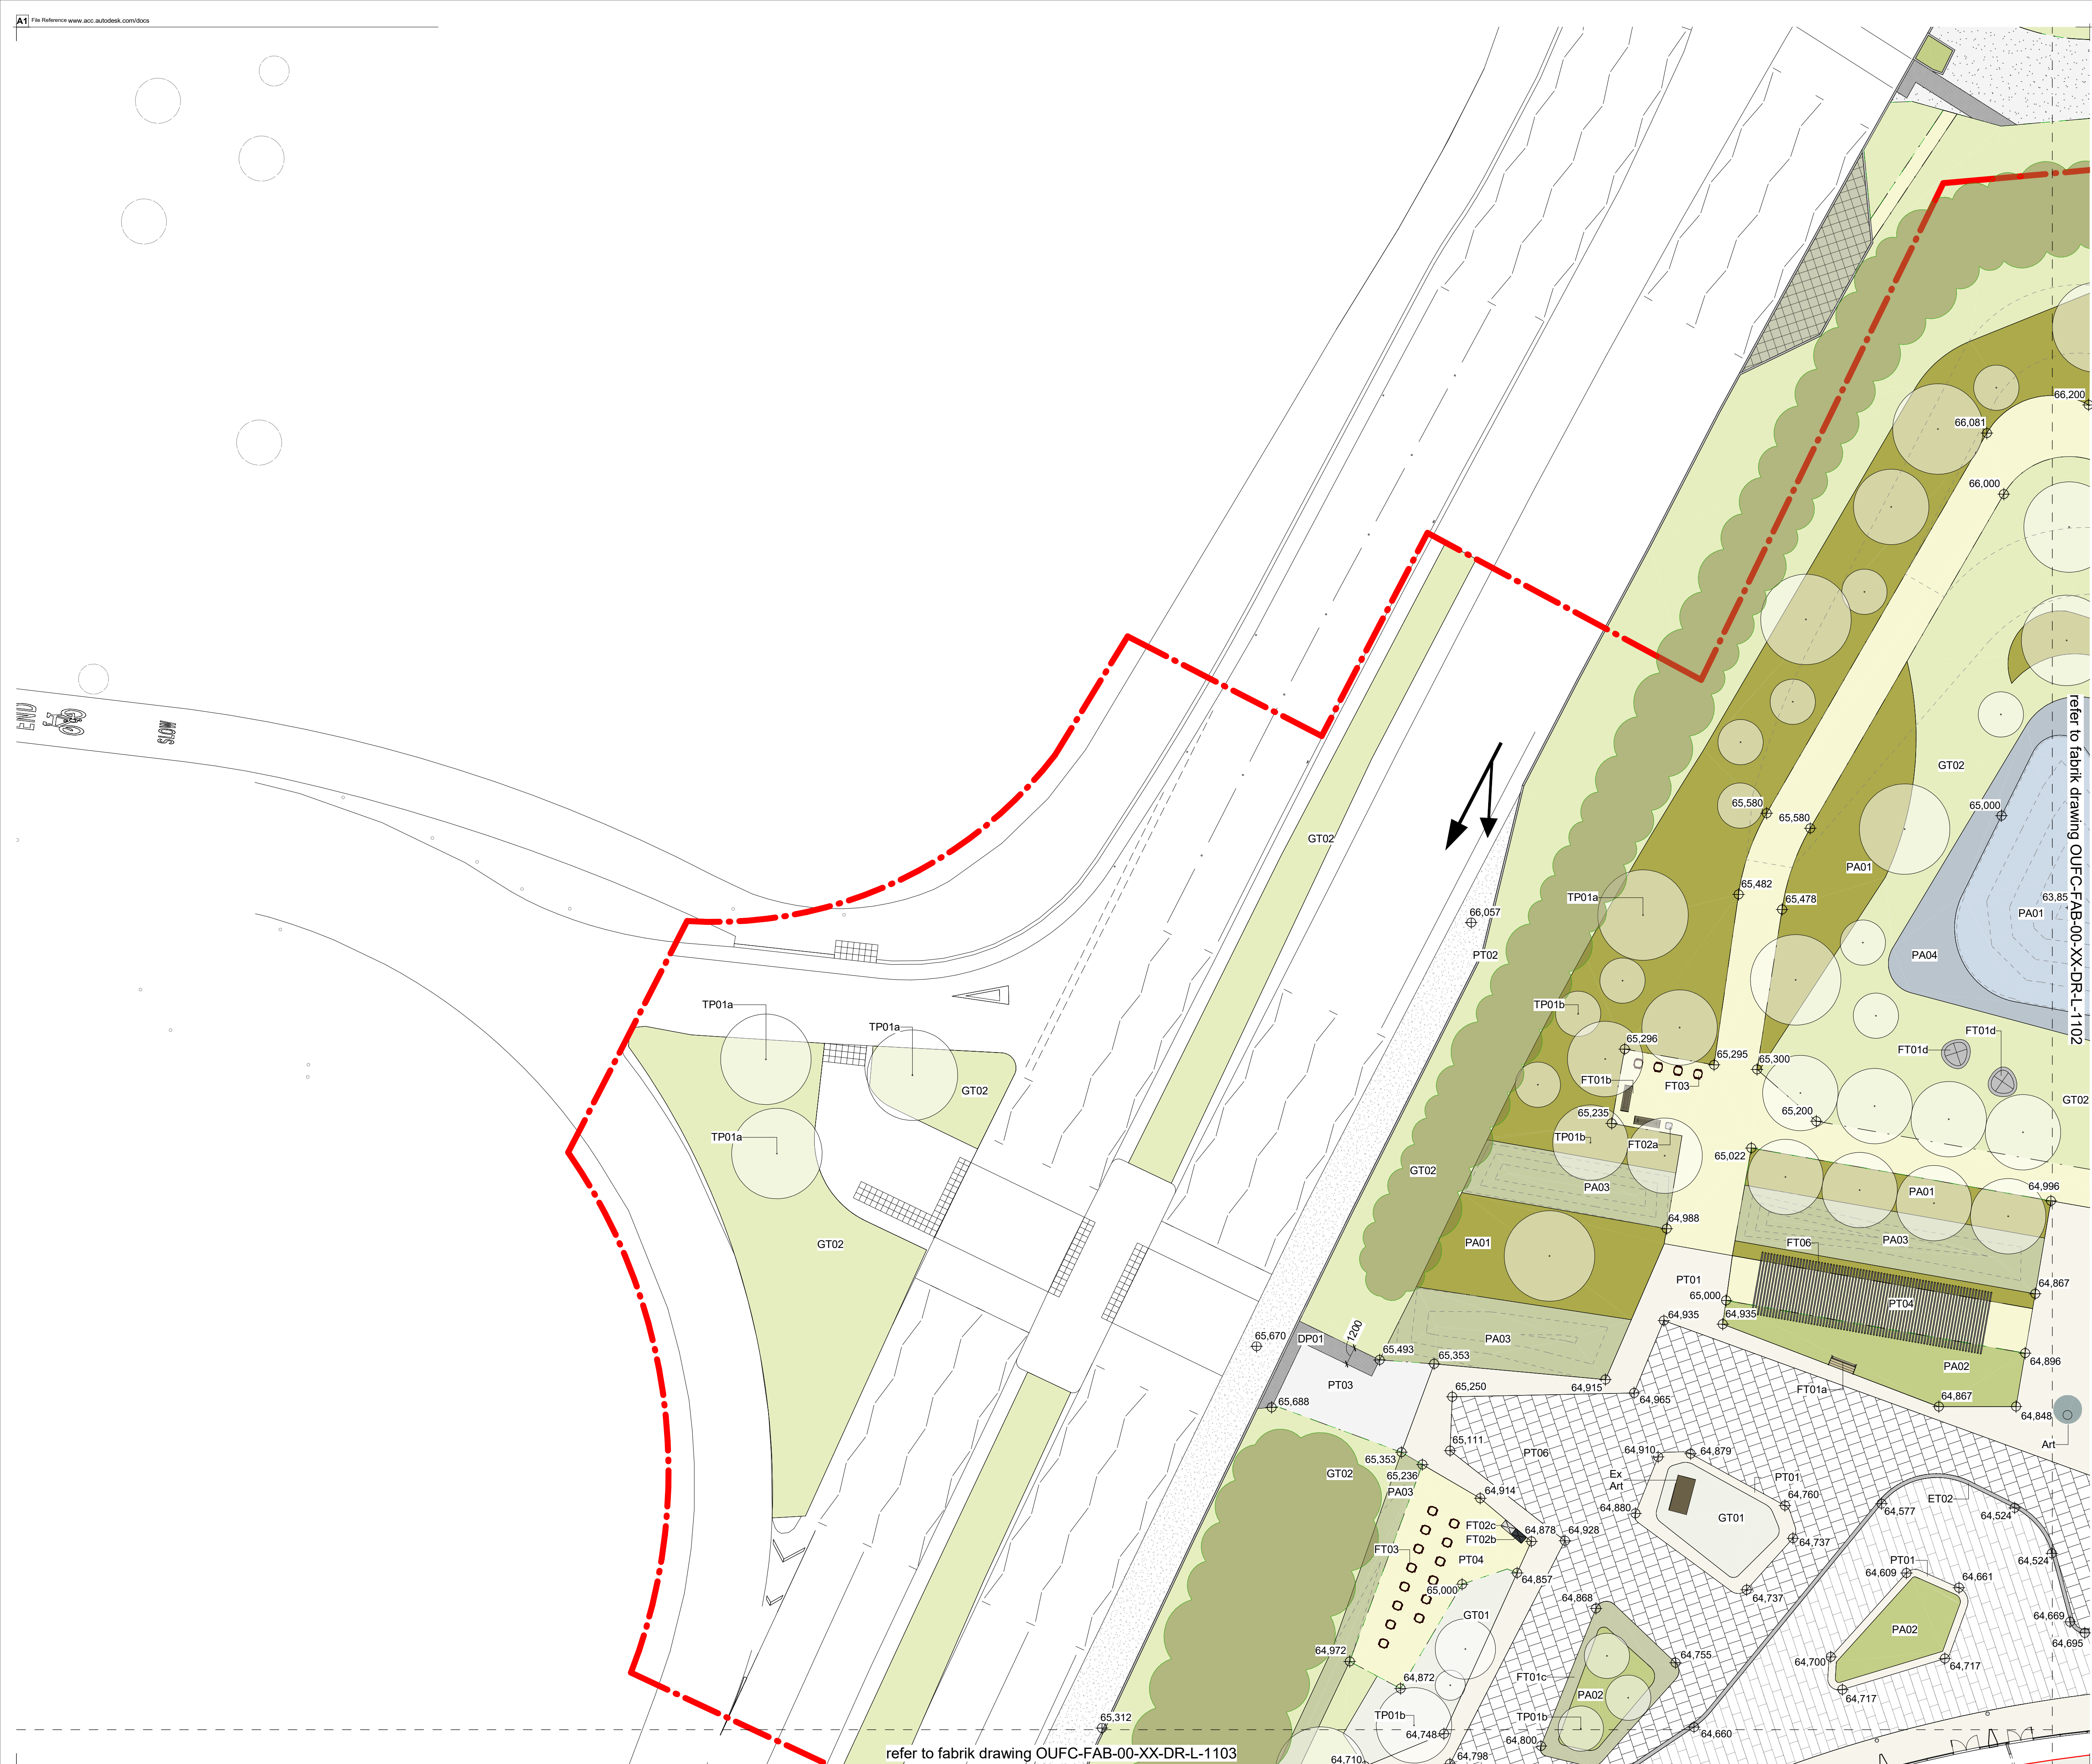 A1 File Reference www.acc.autodesk.com/docs
66,200
66,081
66,000
END
SLOW
GT02
65,000
refer to fabrik drawing OUFC-FAB-00-XX-DR-L-1102
65,580
65,580
GT02
PA01
65,482
65,478
TP01a
63,85
PA01
66,057
PT02
PA04
TP01a
TP01b
TP01a
FT01d
FT01d
65,296
65,295
65,300
FT01b
FT03
GT02
GT02
65,235
65,200
TP01a
TP01b
FT02a
65,022
GT02
PA03
PA01
64,996
64,988
GT02
PA01
FT06
PA03
PT01
64,867
65,000
PT04
64,935
64,935
65,670
DP01
1200
65,493
65,353
PA03
64,896
PT03
PA02
64,915
FT01a
65,688
65,250
64,965
64,867
64,848
65,111
Art
65,353
PT06
64,910
64,879
65,236
GT02
Ex
Art
PT01
PA03
64,914
64,760
ET02
64,880
64,577
64,524
GT01
FT02c
64,878
64,928
FT02b
64,737
FT03
PT04
64,524
PT01
64,857
64,609
64,661
65,000
64,737
64,868
GT01
64,669
PA02
64,695
64,972
64,755
64,700
FT01c
64,717
64,872
PA02
64,717
TP01b
TP01b
65,312
64,748
64,660
64,800
refer to fabrik drawing OUFC-FAB-00-XX-DR-L-1103
64,710
64,798